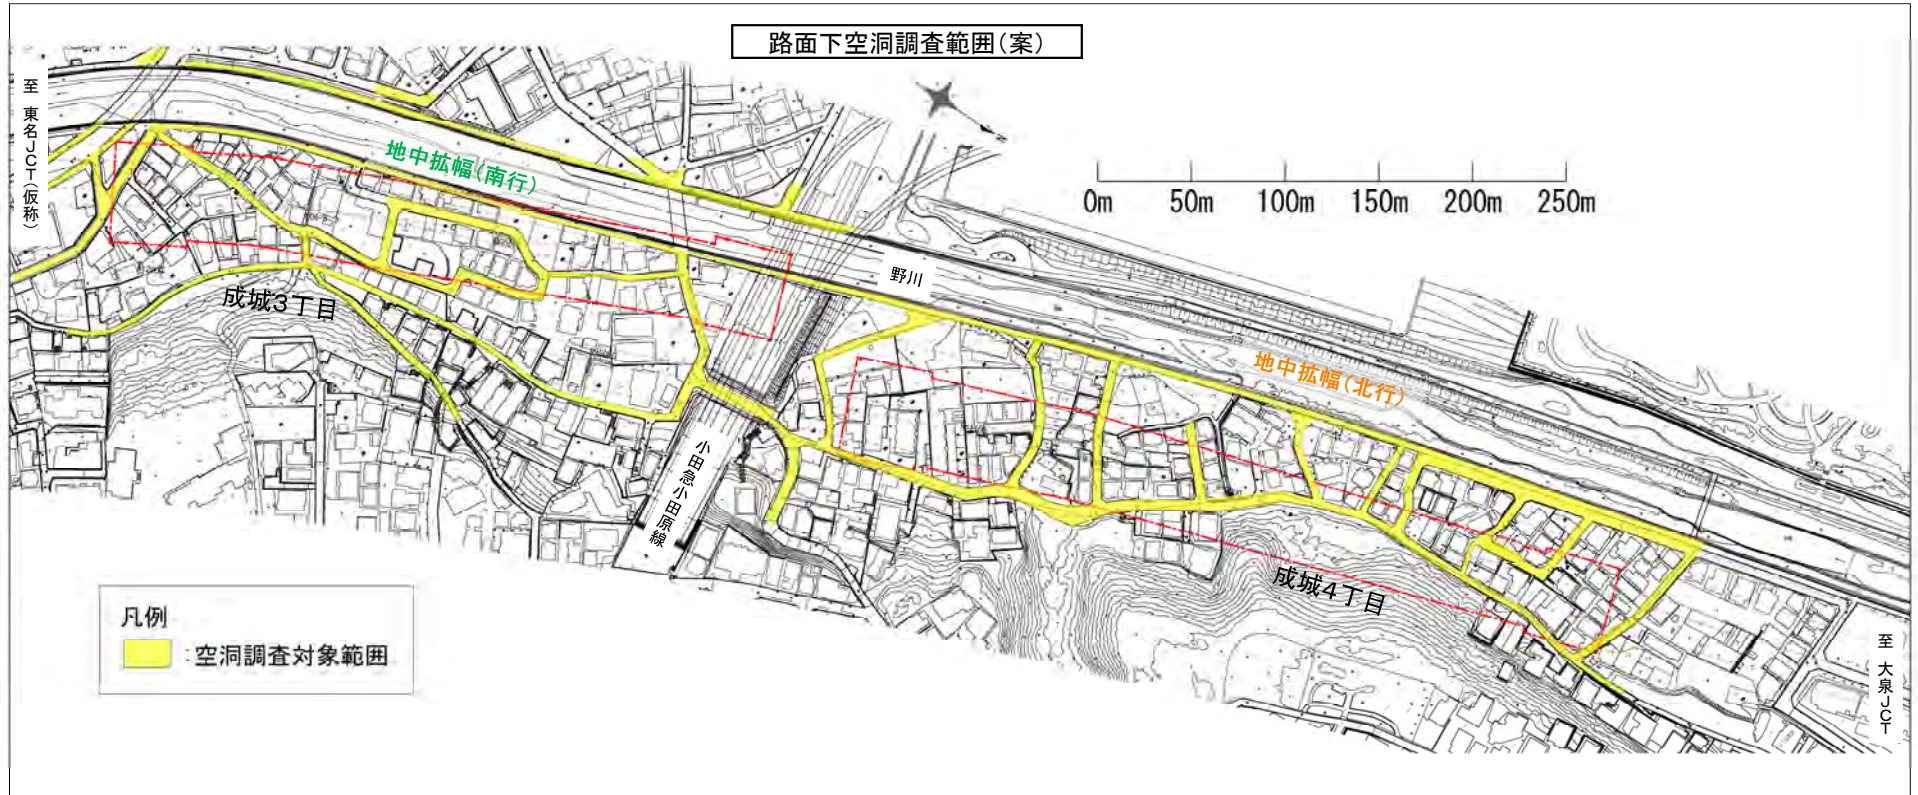 路面下空洞調査範囲(案)
至 東名JCT(仮称)
地中拡幅(南行)
0m 50m 100m 150m 200m 250m
野川
成城3丁目
地中拡幅(北行)
小田急小田原線
成城4丁目
凡例
:空洞調査対象範囲
至 大泉JCT